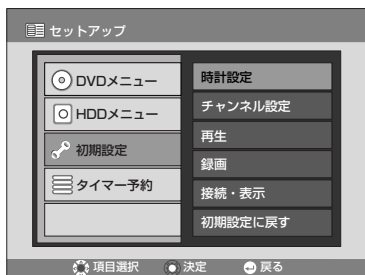 セットアップ
DVDメニュー
HDDメニュー
初期設定
タイマー予約
時計設定
チャンネル設定
再生
録画
接続・表示
初期設定に戻す
項目選択 決定 戻る